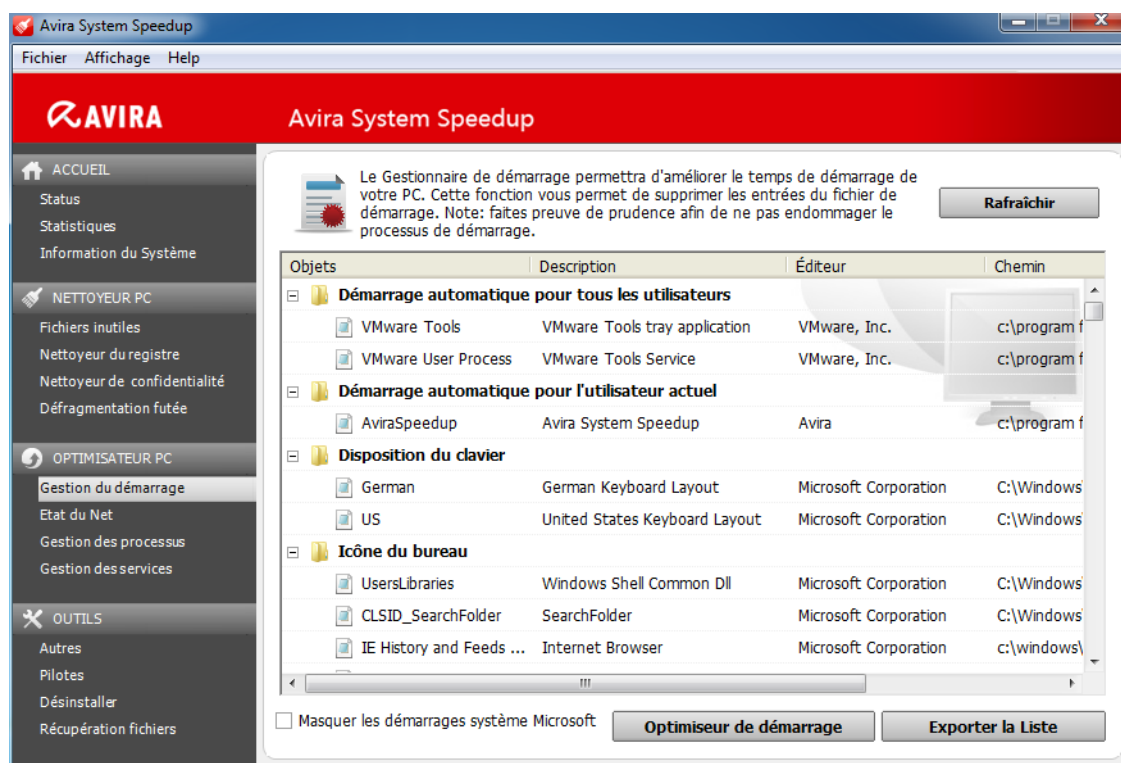 Avira System Speedup
Fichier Affichage Help
AVIRA
Avira System Speedup
ACCUEIL
Status
Statistiques
Information du Système
NETTOYEUR PC
Fichiers inutiles
Nettoyeur du registre
Nettoyeur de confidentialité
Défragmentation futée
OPTIMISATEUR PC
Gestion du démarrage
Etat du Net
Gestion des processus
Gestion des services
OUTILS
Autres
Pilotes
Désinstaller
Récupération fichiers
Le Gestionnaire de démarrage permettra d'améliorer le temps de démarrage de
votre PC. Cette fonction vous permet de supprimer les entrées du fichier de
démarrage. Note: faites preuve de prudence afin de ne pas endommager le
processus de démarrage.
Rafraîchir
Objets Description Éditeur Chemin
Démarrage automatique pour tous les utilisateurs
VMware Tools VMware Tools tray application VMware, Inc. c:\program f
VMware User Process VMware Tools Service VMware, Inc. c:\program f
Démarrage automatique pour l'utilisateur actuel
AviraSpeedup Avira System Speedup Avira c:\program f
Disposition du clavier
German German Keyboard Layout Microsoft Corporation C:\Windows\
US United States Keyboard Layout Microsoft Corporation C:\Windows\
Icône du bureau
UsersLibraries Windows Shell Common Dll Microsoft Corporation C:\Windows\
CLSID_SearchFolder SearchFolder Microsoft Corporation C:\Windows
IE History and Feeds ... Internet Browser Microsoft Corporation c:\windows\
Masquer les démarrages système Microsoft
Optimiseur de démarrage
Exporter la Liste